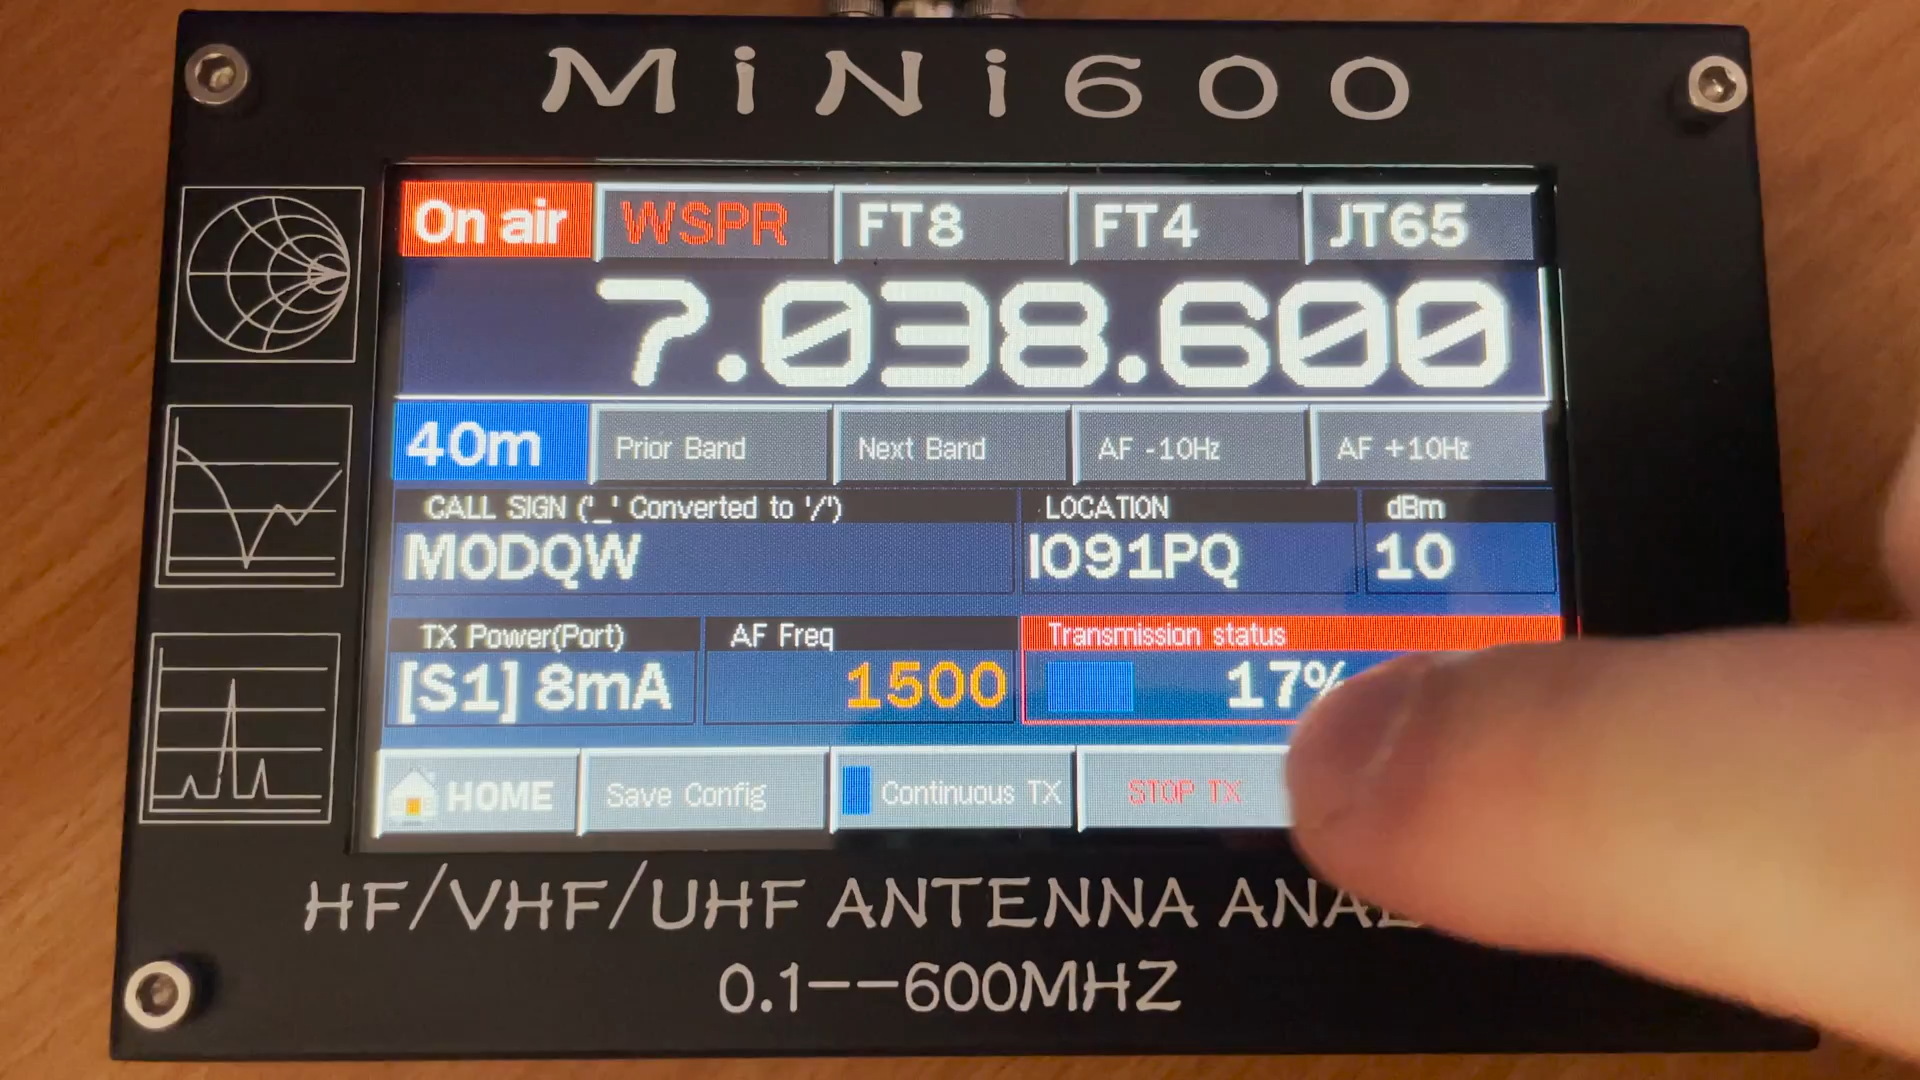 MiNi600
On air WSPR FT8 FT4 JT65
7.038.600
40m Prior Band Next Band AF -10Hz AF +10Hz
CALL SIGN ('_' Converted to '/') LOCATION dBm
M0DQW IO91PQ 10
TX Power(Port) AF Freq Transmission status
[S1] 8mA 1500 17%
HOME Save Config Continuous TX STOP TX
HF/VHF/UHF ANTENNA
0.1--600MHZ